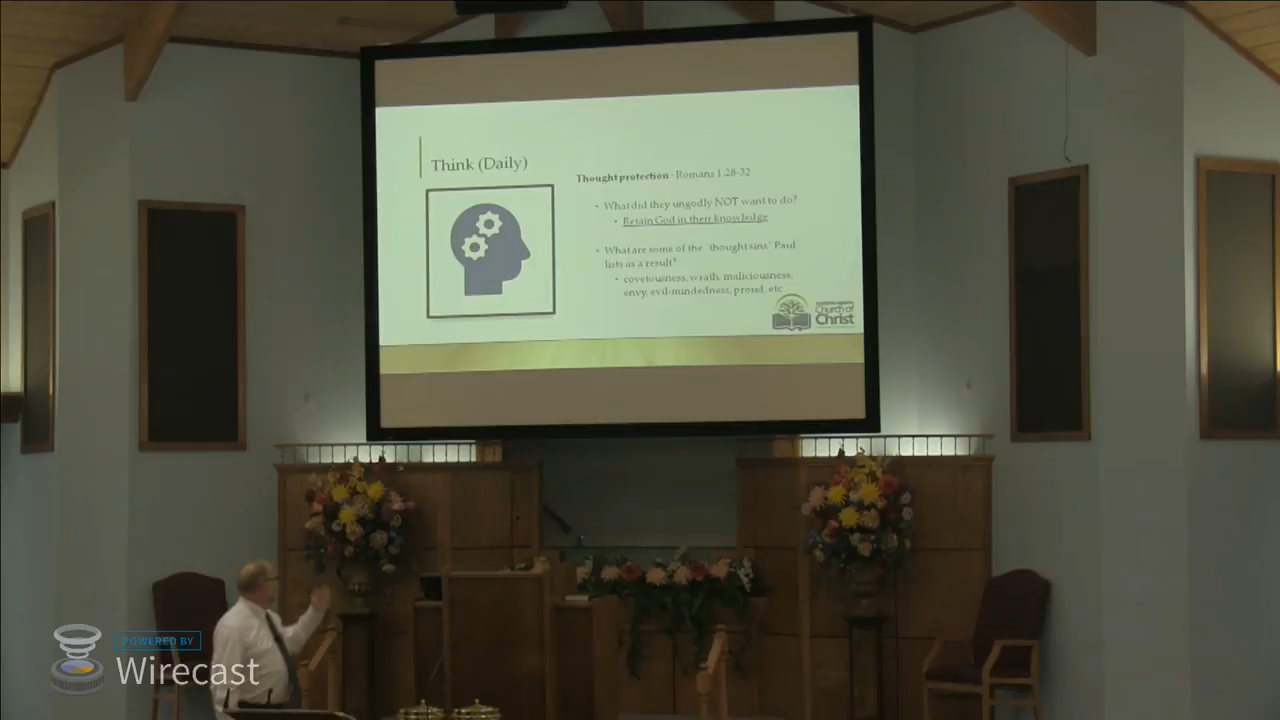 Think (Daily)
Thought protection - Romans 1:28-32
• What did they ungodly NOT want to do?
• Retain God in their knowledge
• What are some of the "thought sins" Paul
lists as a result?
• covetousness, wrath, maliciousness,
envy, evil-mindedness, proud, etc.
Church of
Christ
POWERED BY
Wirecast